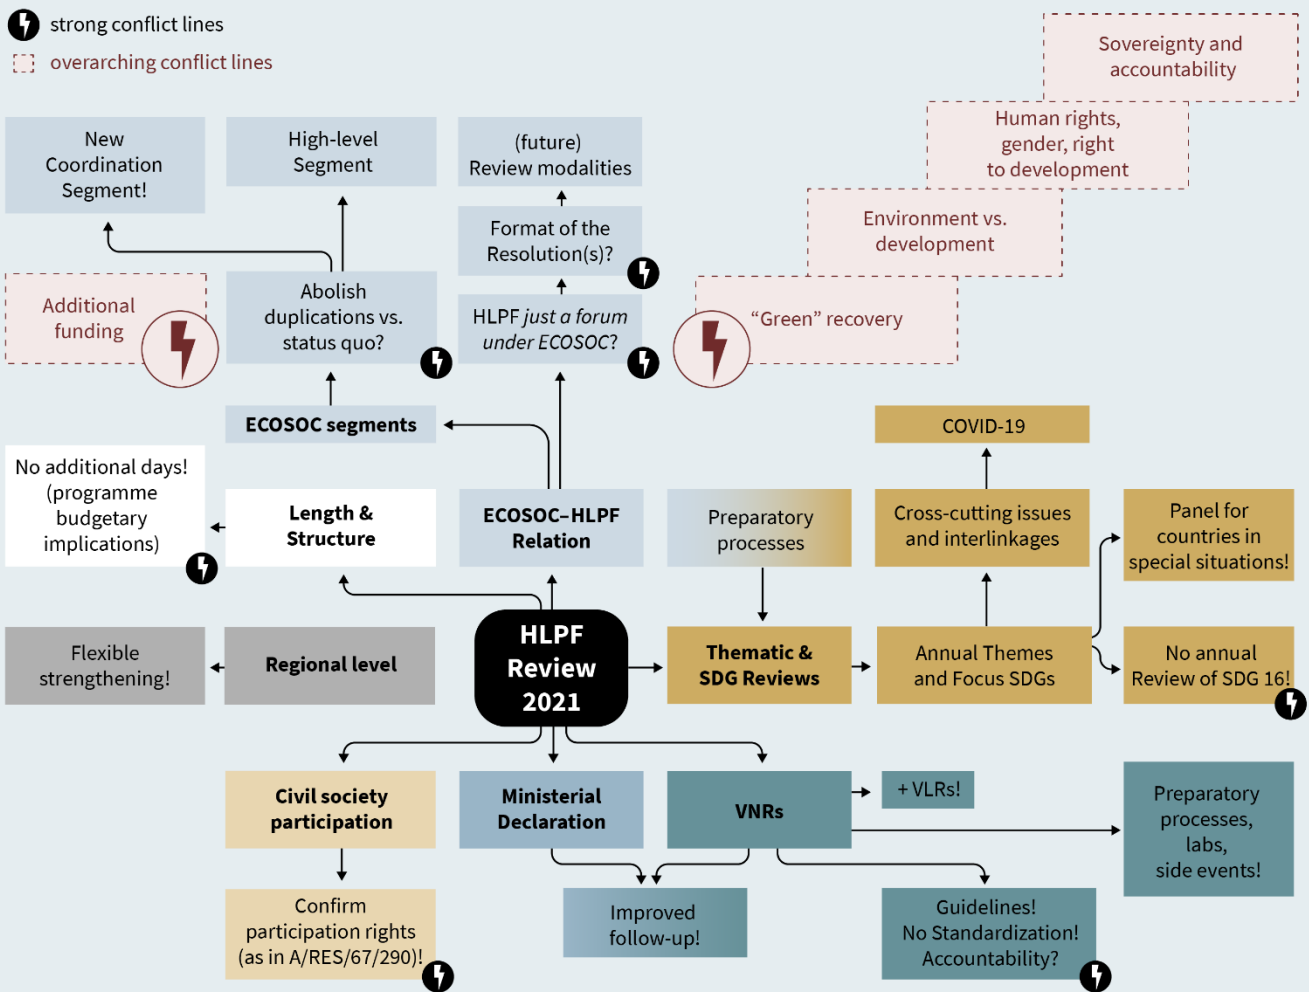 strong conflict lines
overarching conflict lines
Sovereignty and
accountability
Human rights,
gender, right
to development
Environment vs.
development
"Green" recovery
New
Coordination
Segment!
High-level
Segment
(future)
Review modalities
Format of the
Resolution(s)?
Additional
funding
Abolish
duplications vs.
status quo?
HLPF just a forum
under ECOSOC?
ECOSOC segments
COVID-19
No additional days!
(programme
budgetary
implications)
Length &
Structure
ECOSOC–HLPF
Relation
Preparatory
processes
Cross-cutting issues
and interlinkages
Panel for
countries in
special situations!
Flexible
strengthening!
Regional level
HLPF
Review
2021
Thematic &
SDG Reviews
Annual Themes
and Focus SDGs
No annual
Review of SDG 16!
Civil society
participation
Ministerial
Declaration
VNRs
+ VLRs!
Preparatory
processes,
labs,
side events!
Confirm
participation rights
(as in A/RES/67/290)!
Improved
follow-up!
Guidelines!
No Standardization!
Accountability?